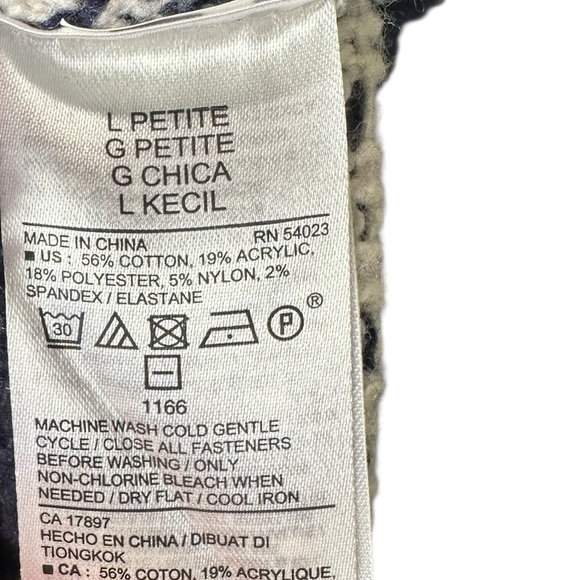 L PETITE
G PETITE
G CHICA
L KECIL
MADE IN CHINA RN 54023
■ US : 56% COTTON, 19% ACRYLIC,
18% POLYESTER, 5% NYLON, 2%
SPANDEX / ELASTANE
30 P ®
1166
MACHINE WASH COLD GENTLE
CYCLE / CLOSE ALL FASTENERS
BEFORE WASHING / ONLY
NON-CHLORINE BLEACH WHEN
NEEDED / DRY FLAT / COOL IRON
CA 17897
HECHO EN CHINA / DIBUAT DI
TIONGKOK
■ CA : 56% COTON, 19% ACRYLIQUE,